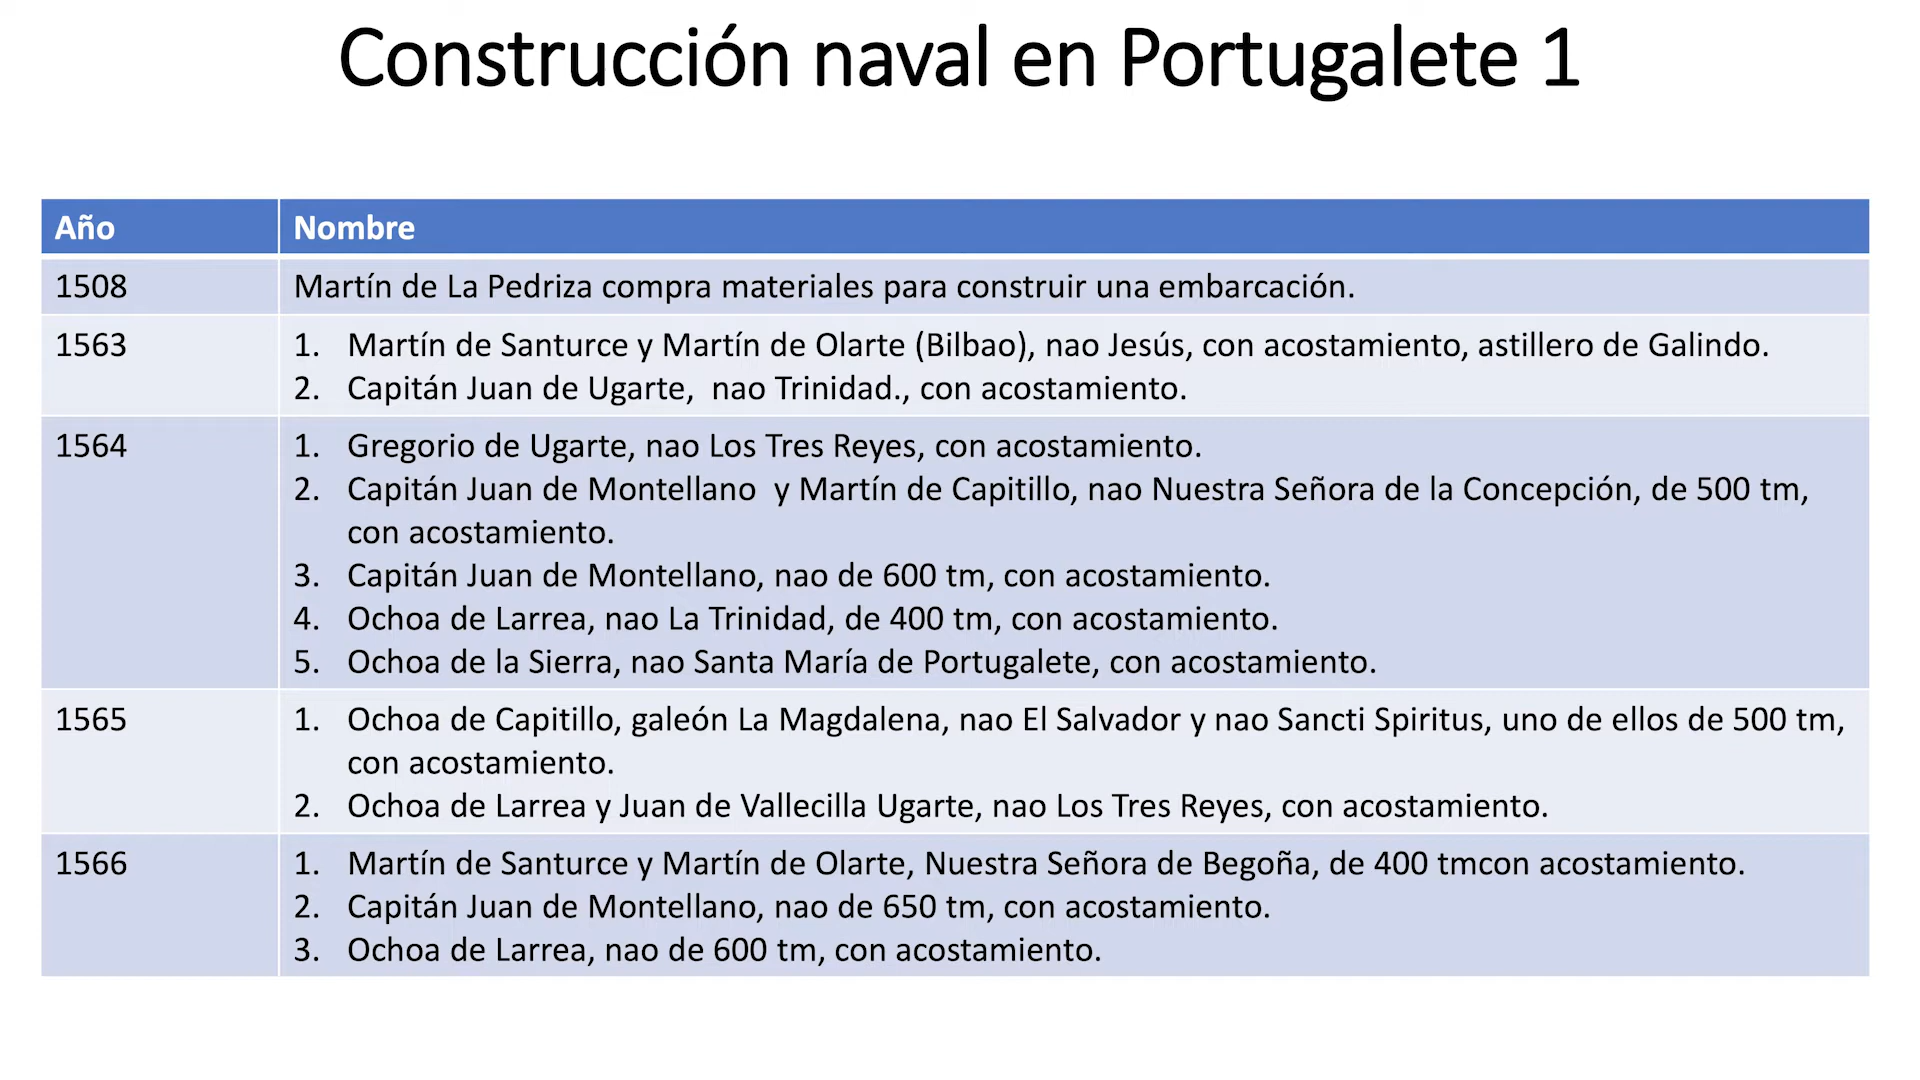 Construcción naval en Portugalete 1
Año
Nombre
1508
Martín de La Pedriza compra materiales para construir una embarcación.
1563
1. Martín de Santurce y Martín de Olarte (Bilbao), nao Jesús, con acostamiento, astillero de Galindo.
2. Capitán Juan de Ugarte,  nao Trinidad., con acostamiento.
1564
1. Gregorio de Ugarte, nao Los Tres Reyes, con acostamiento.
2. Capitán Juan de Montellano  y Martín de Capitillo, nao Nuestra Señora de la Concepción, de 500 tm,
con acostamiento.
3. Capitán Juan de Montellano, nao de 600 tm, con acostamiento.
4. Ochoa de Larrea, nao La Trinidad, de 400 tm, con acostamiento.
5. Ochoa de la Sierra, nao Santa María de Portugalete, con acostamiento.
1565
1. Ochoa de Capitillo, galeón La Magdalena, nao El Salvador y nao Sancti Spiritus, uno de ellos de 500 tm,
con acostamiento.
2. Ochoa de Larrea y Juan de Vallecilla Ugarte, nao Los Tres Reyes, con acostamiento.
1566
1. Martín de Santurce y Martín de Olarte, Nuestra Señora de Begoña, de 400 tmcon acostamiento.
2. Capitán Juan de Montellano, nao de 650 tm, con acostamiento.
3. Ochoa de Larrea, nao de 600 tm, con acostamiento.